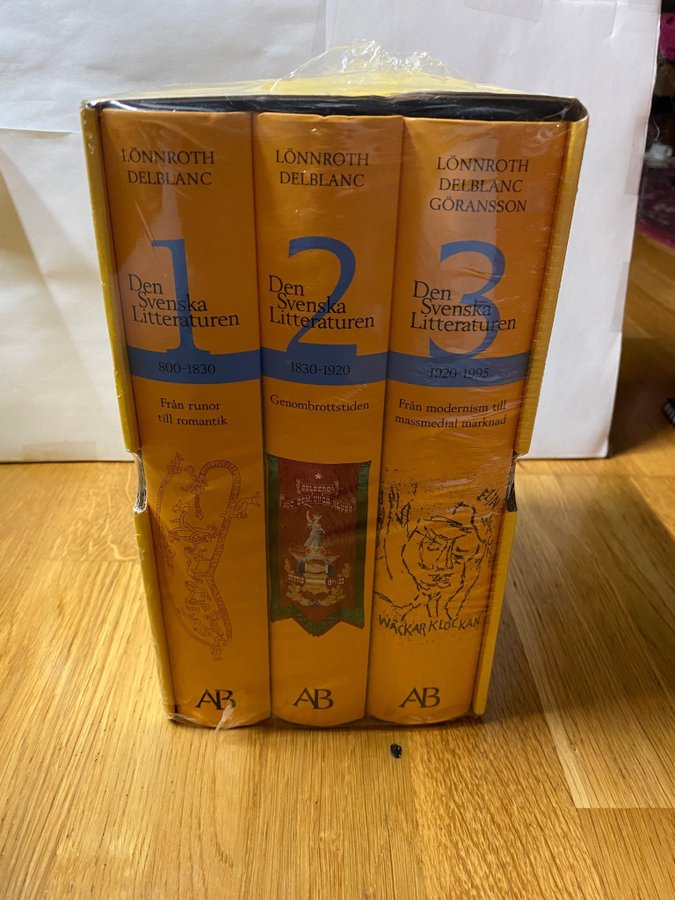 LÖNNROTH
DELBLANC
1
Den
Svenska
Litteraturen
800-1830
Från runor
till romantik
AB
LÖNNROTH
DELBLANC
2
Den
Svenska
Litteraturen
1830-1920
Genombrottstiden
AB
LÖNNROTH
DELBLANC
GÖRANSSON
3
Den
Svenska
Litteraturen
1920-1995
Från modernism till
massmedial marknad
WÄCKARKLOCKAN
AB